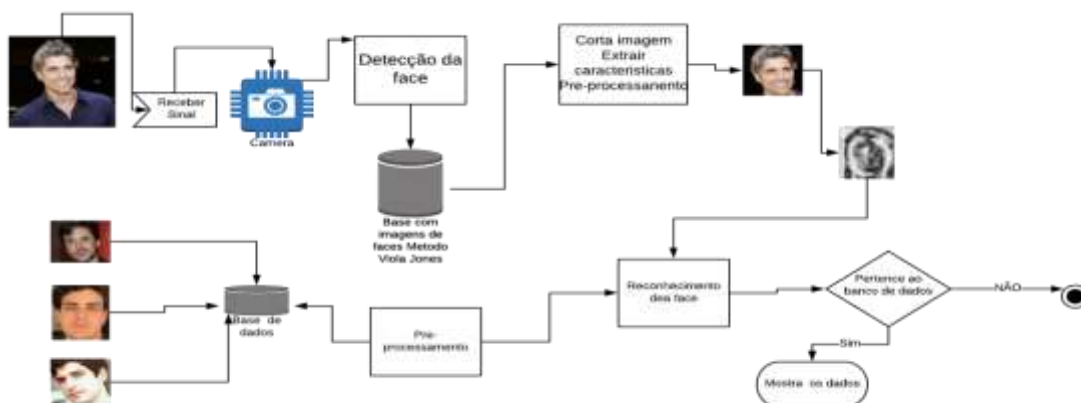 Receber
Sinal
Camera
Detecção da
face
Base com
imagens de
faces Metodo
Viola Jones
Corta imagem
Extrair
caracteristicas
Pre-processanento
Base de
dados
Pre-
processamento
Reconhecimento
dea face
Pertence ao
banco de dados
NÃO
Sim
Mostra os dados